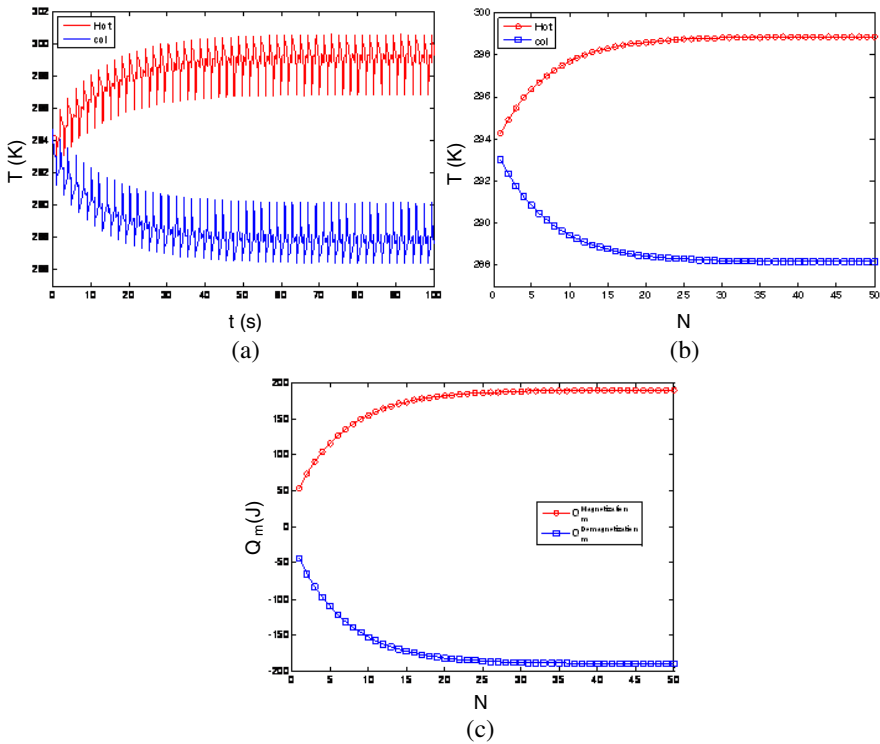 302
300
298
296
294
292
290
288
286
Hot
col
T (K)
0 10 20 30 40 50 60 70 80 90 100
t (s)
(a)
300
298
296
294
292
290
288
Hot
col
T (K)
0 5 10 15 20 25 30 35 40 45 50
N
(b)
200
150
100
50
0
-50
-100
-150
-200
Q m (J)
Q m Magnetization
Q m Demagnetization
0 5 10 15 20 25 30 35 40 45 50
N
(c)